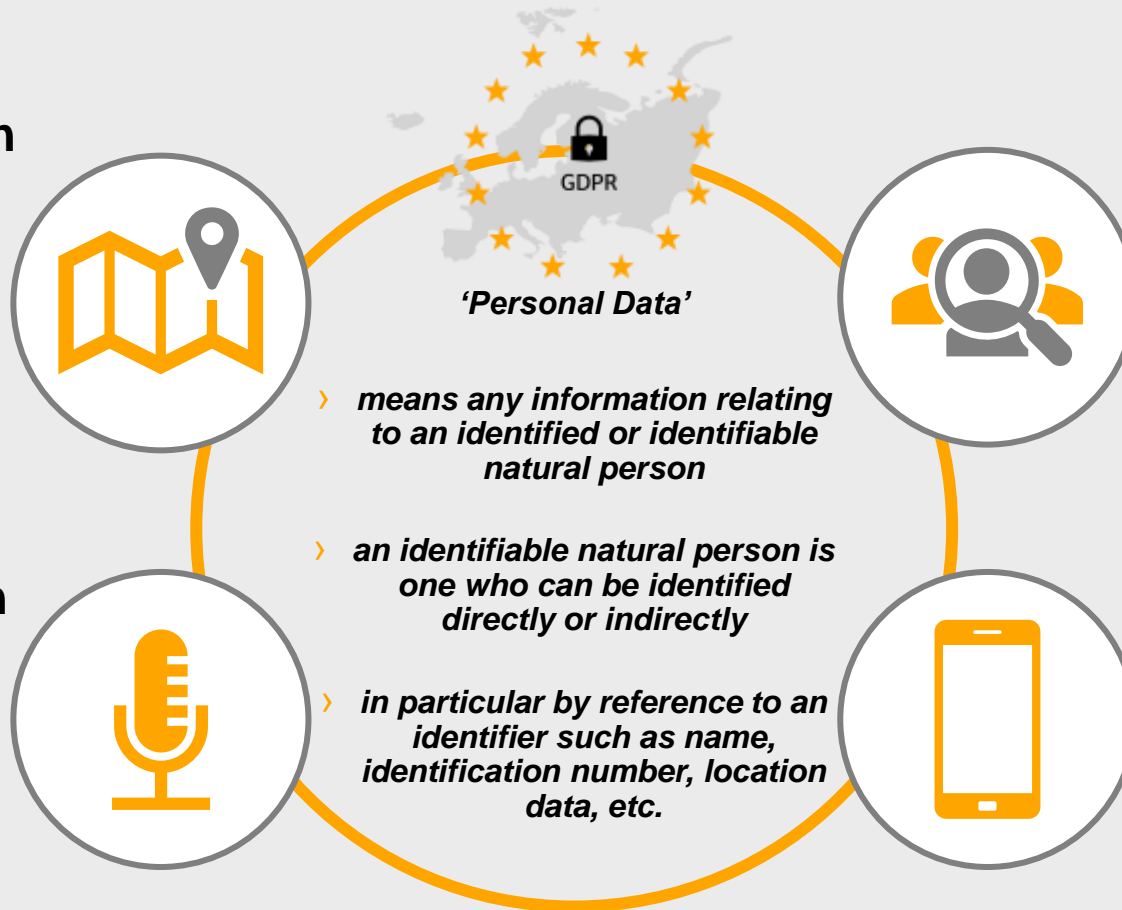 GDPR
‘Personal Data’
› means any information relating
to an identified or identifiable
natural person
› an identifiable natural person is
one who can be identified
directly or indirectly
› in particular by reference to an
identifier such as name,
identification number, location
data, etc.